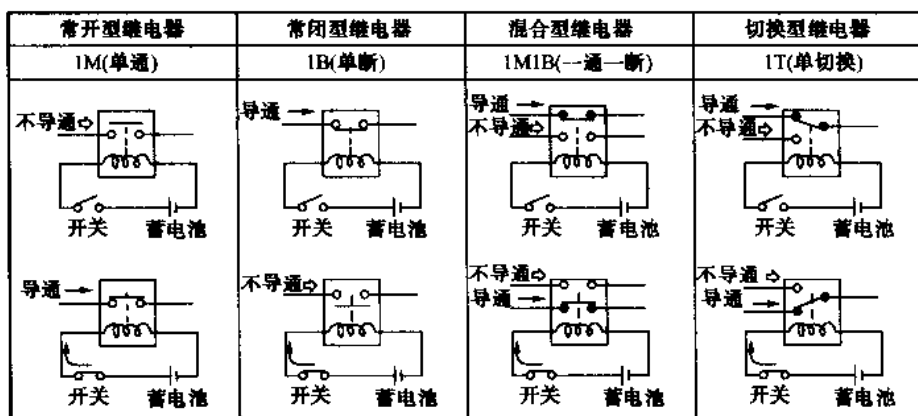 常开型继电器 常闭型继电器 混合型继电器 切换型继电器
1M(单通) 1B(单断) 1M1B(一通一断) 1T(单切换)
不导通
开关 蓄电池
导通
开关 蓄电池
导通
开关 蓄电池
不导通
开关 蓄电池
导通
不导通
开关 蓄电池
不导通
导通
开关 蓄电池
导通
不导通
开关 蓄电池
不导通
导通
开关 蓄电池